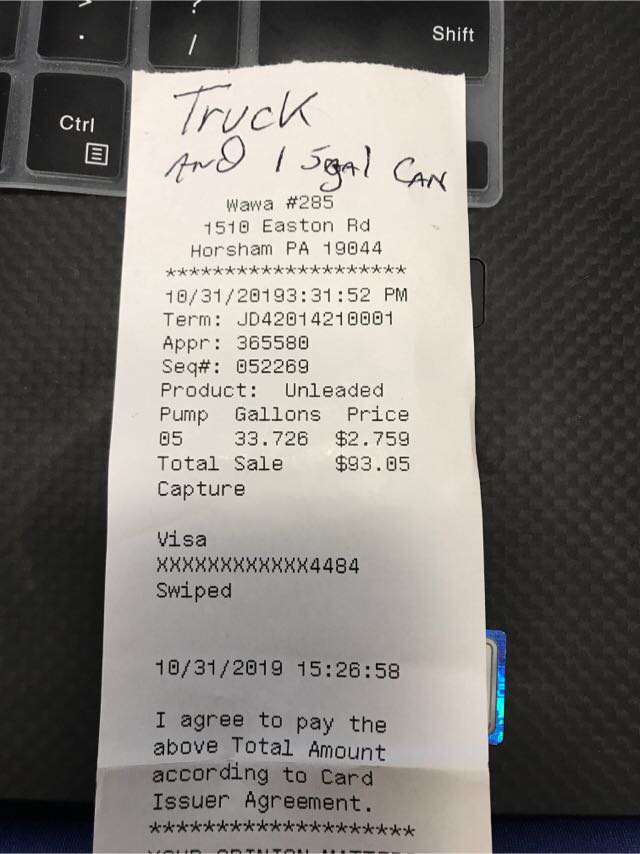 >
.
?
/
Shift
Ctrl
Truck
AND 1 5gal CAN
Wawa #285
1510 Easton Rd
Horsham PA 19044
*********************
10/31/20193:31:52 PM
Term: JD42014210001
Appr: 365580
Seq#: 052269
Product: Unleaded
Pump Gallons Price
05 33.726 $2.759
Total Sale $93.05
Capture
Visa
XXXXXXXXXXXX4484
Swiped
10/31/2019 15:26:58
I agree to pay the
above Total Amount
according to Card
Issuer Agreement.
*********************
YOUR OPINION MATTERS